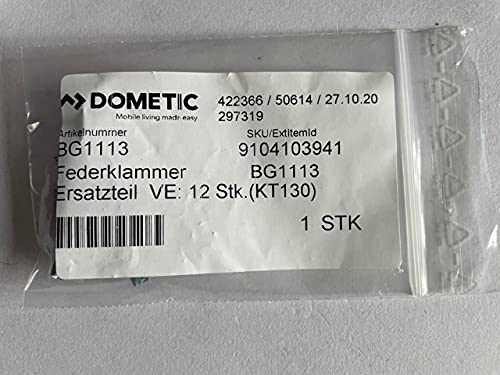 DOMETIC
Mobile living made easy.
422366 / 50614 / 27.10.20
297319
Artikelnummer SKU/ExtItemId
BG1113 9104103941
Federklammer BG1113
Ersatzteil VE: 12 Stk.(KT130)
1 STK